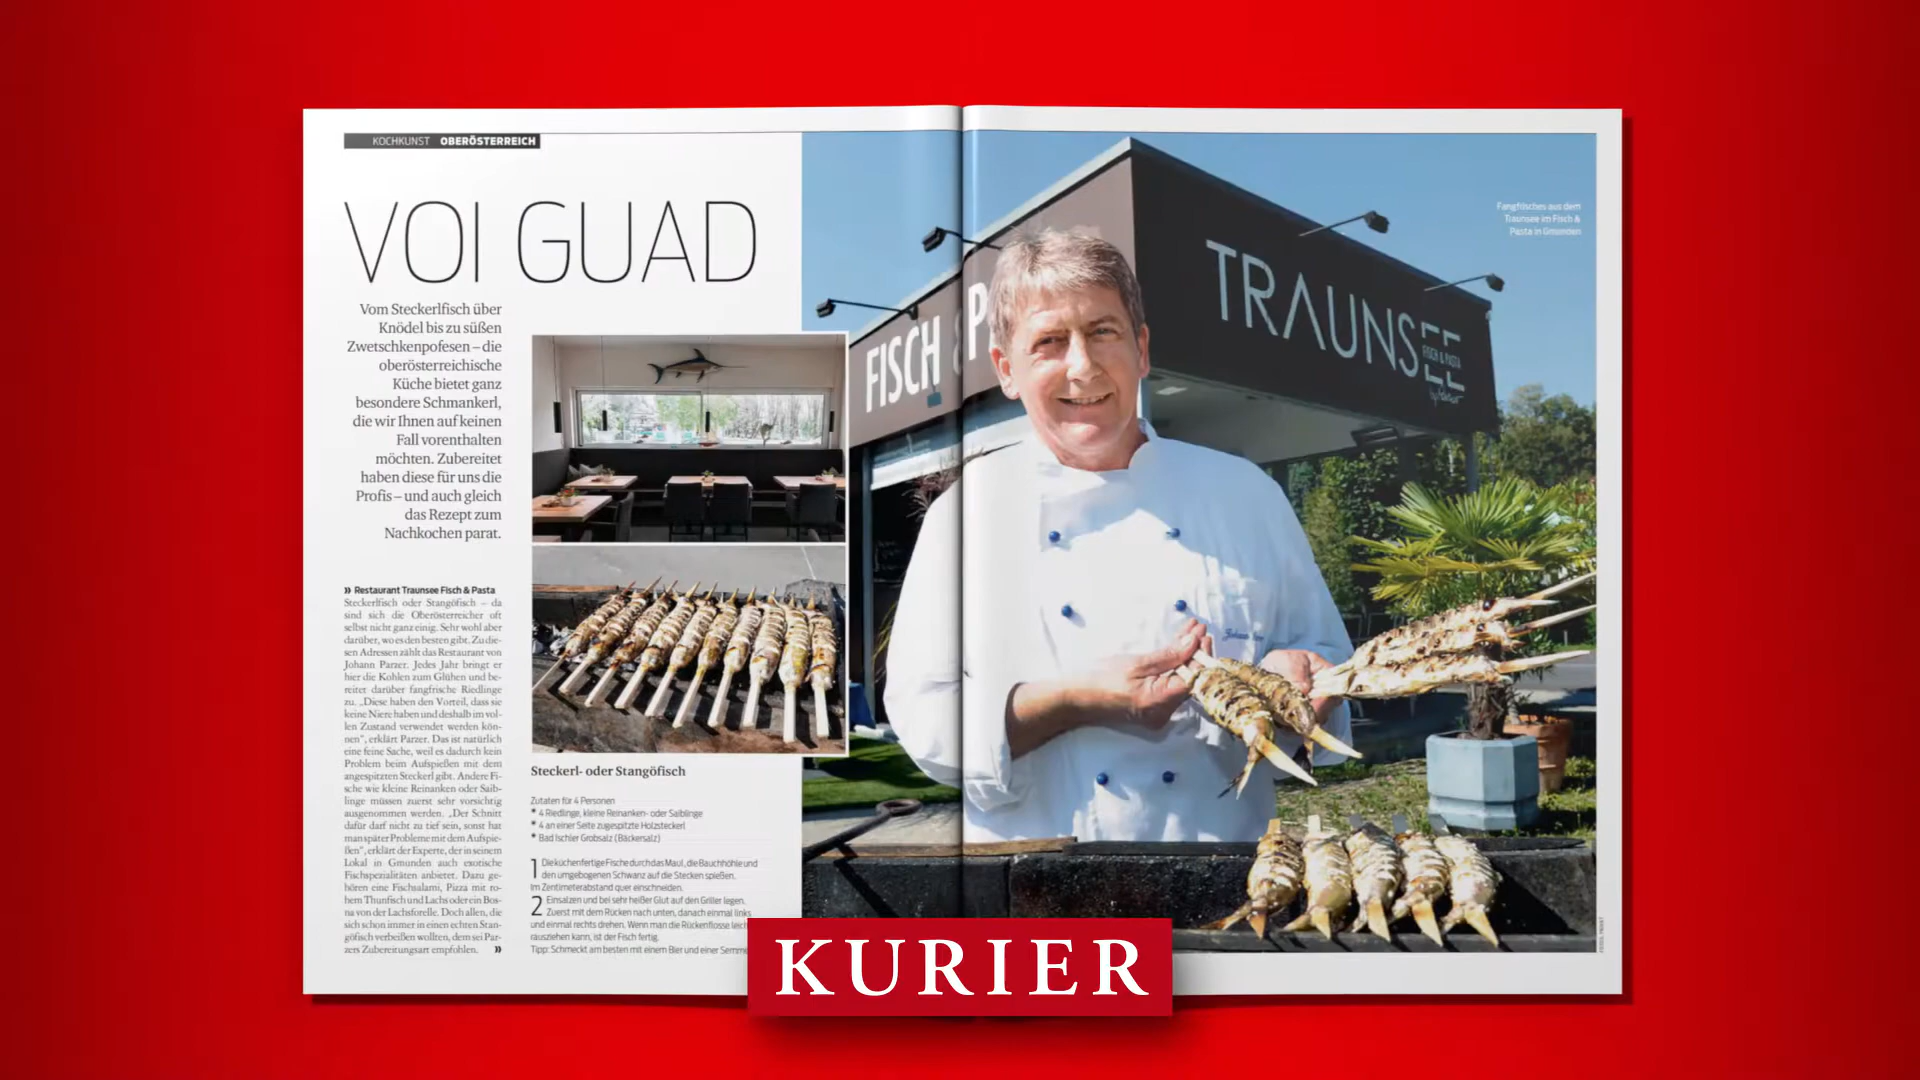 KOCHKUNST OBERÖSTERREICH
VOI GUAD
Vom Steckerlfisch über
Knödel bis zu süßen
Zwetschkenpofesen – die
oberösterreichische
Küche bietet ganz
besondere Schmankerl,
die wir Ihnen auf keinen
Fall vorenthalten
möchten. Zubereitet
haben diese für uns die
Profis – und auch gleich
das Rezept zum
Nachkochen parat.
» Restaurant Traunsee Fisch & Pasta
Steckerlfisch oder Stangöfisch – da
sind sich die Oberösterreicher oft
selbst nicht ganz einig. Sehr wohl aber
darüber, wo es den besten gibt. Zu die-
sen Adressen zählt das Restaurant von
Johann Parzer. Jedes Jahr bringt er
hier die Kohlen zum Glühen und be-
reitet darüber fangfrische Riedlinge
zu. „Diese haben den Vorteil, dass sie
keine Niere haben und deshalb im vol-
len Zustand verwendet werden kön-
nen“, erklärt Parzer. Das ist natürlich
eine feine Sache, weil es dadurch kein
Problem beim Aufspießen mit dem
angespitzten Steckerl gibt. Andere Fi-
sche wie kleine Reinanken oder Saib-
linge müssen zuerst sehr vorsichtig
ausgenommen werden. „Der Schnitt
dafür darf nicht zu tief sein, sonst hat
man später Probleme mit dem Aufspie-
ßen“, erklärt der Experte, der in seinem
Lokal in Gmunden auch exotische
Fischspezialitäten anbietet. Dazu ge-
hören eine Fischsalami, Pizza mit ro-
hem Thunfisch und Lachs oder ein Bos-
na von der Lachsforelle. Doch allen, die
sich schon immer in einen echten Stan-
göfisch verbeißen wollten, dem sei Par-
zers Zubereitungsart empfohlen. »
Steckerl- oder Stangöfisch
Zutaten für 4 Personen
* 4 Riedlinge, kleine Reinanken- oder Saiblinge
* 4 an einer Seite zugespitzte Holzsteckerl
* Bad Ischler Grobsalz (Bäckersalz)
1 Die küchenfertige Fische durch das Maul, die Bauchhöhle und
den umgebogenen Schwanz auf die Stecken spießen.
Im Zentimeterabstand quer einschneiden.
2 Einsalzen und bei sehr heißer Glut auf den Griller legen.
Zuerst mit dem Rücken nach unten, danach einmal links
und einmal rechts drehen. Wenn man die Rückenflosse leich
rausziehen kann, ist der Fisch fertig.
Tipp: Schmeckt am besten mit einem Bier und einer Semme
Fangfrisches aus dem
Traunsee im Fisch &
Pasta in Gmunden
FISCH & P
TRAUNSEE
FISCH & PASTA
KURIER